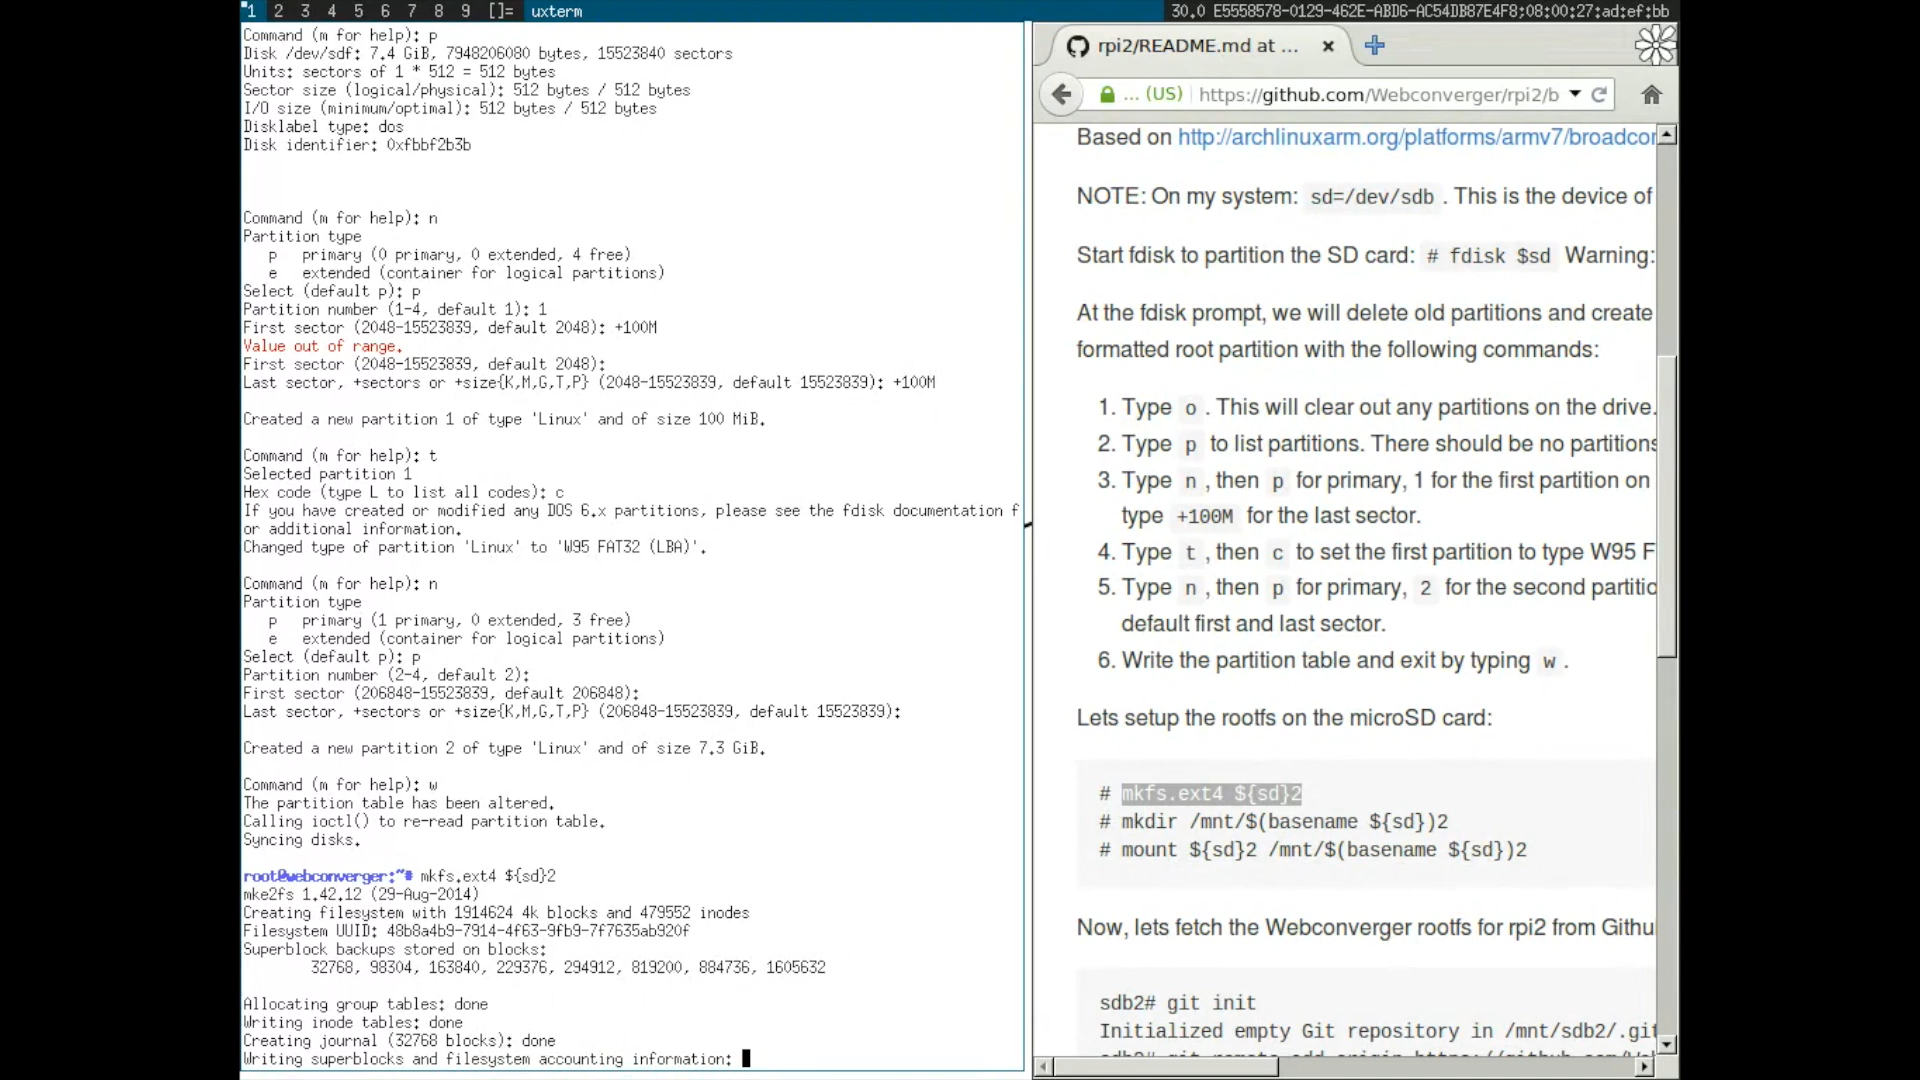 1 2 3 4 5 6 7 8 9 []= uxterm
30.0 E5558578-0129-462E-ABD6-AC54DB87E4F8;08:00:27:ad:ef:bb
Command (m for help): p
Disk /dev/sdf: 7.4 GiB, 7948206080 bytes, 15523840 sectors
Units: sectors of 1 * 512 = 512 bytes
Sector size (logical/physical): 512 bytes / 512 bytes
I/O size (minimum/optimal): 512 bytes / 512 bytes
Disklabel type: dos
Disk identifier: 0xfbbf2b3b
Command (m for help): n
Partition type
p primary (0 primary, 0 extended, 4 free)
e extended (container for logical partitions)
Select (default p): p
Partition number (1-4, default 1): 1
First sector (2048-15523839, default 2048): +100M
Value out of range.
First sector (2048-15523839, default 2048):
Last sector, +sectors or +size{K,M,G,T,P} (2048-15523839, default 15523839): +100M
Created a new partition 1 of type 'Linux' and of size 100 MiB.
Command (m for help): t
Selected partition 1
Hex code (type L to list all codes): c
If you have created or modified any DOS 6.x partitions, please see the fdisk documentation f
or additional information.
Changed type of partition 'Linux' to 'W95 FAT32 (LBA)'.
Command (m for help): n
Partition type
p primary (1 primary, 0 extended, 3 free)
e extended (container for logical partitions)
Select (default p): p
Partition number (2-4, default 2):
First sector (206848-15523839, default 206848):
Last sector, +sectors or +size{K,M,G,T,P} (206848-15523839, default 15523839):
Created a new partition 2 of type 'Linux' and of size 7.3 GiB.
Command (m for help): w
The partition table has been altered.
Calling ioctl() to re-read partition table.
Syncing disks.
root@webconverger:~# mkfs.ext4 ${sd}2
mke2fs 1.42.12 (29-Aug-2014)
Creating filesystem with 1914624 4k blocks and 479552 inodes
Filesystem UUID: 48b8a4b9-7914-4f63-9fb9-7f7635ab920f
Superblock backups stored on blocks:
32768, 98304, 163840, 229376, 294912, 819200, 884736, 1605632
Allocating group tables: done
Writing inode tables: done
Creating journal (32768 blocks): done
Writing superblocks and filesystem accounting information:
rpi2/README.md at ...
... (US) https://github.com/Webconverger/rpi2/b
Based on http://archlinuxarm.org/platforms/armv7/broadcor
NOTE: On my system: sd=/dev/sdb . This is the device of
Start fdisk to partition the SD card: # fdisk $sd Warning:
At the fdisk prompt, we will delete old partitions and create
formatted root partition with the following commands:
1. Type o . This will clear out any partitions on the drive.
2. Type p to list partitions. There should be no partitions
3. Type n , then p for primary, 1 for the first partition on
type +100M for the last sector.
4. Type t , then c to set the first partition to type W95 F
5. Type n , then p for primary, 2 for the second partitio
default first and last sector.
6. Write the partition table and exit by typing w .
Lets setup the rootfs on the microSD card:
# mkfs.ext4 ${sd}2
# mkdir /mnt/$(basename ${sd})2
# mount ${sd}2 /mnt/$(basename ${sd})2
Now, lets fetch the Webconverger rootfs for rpi2 from Githu
sdb2# git init
Initialized empty Git repository in /mnt/sdb2/.git